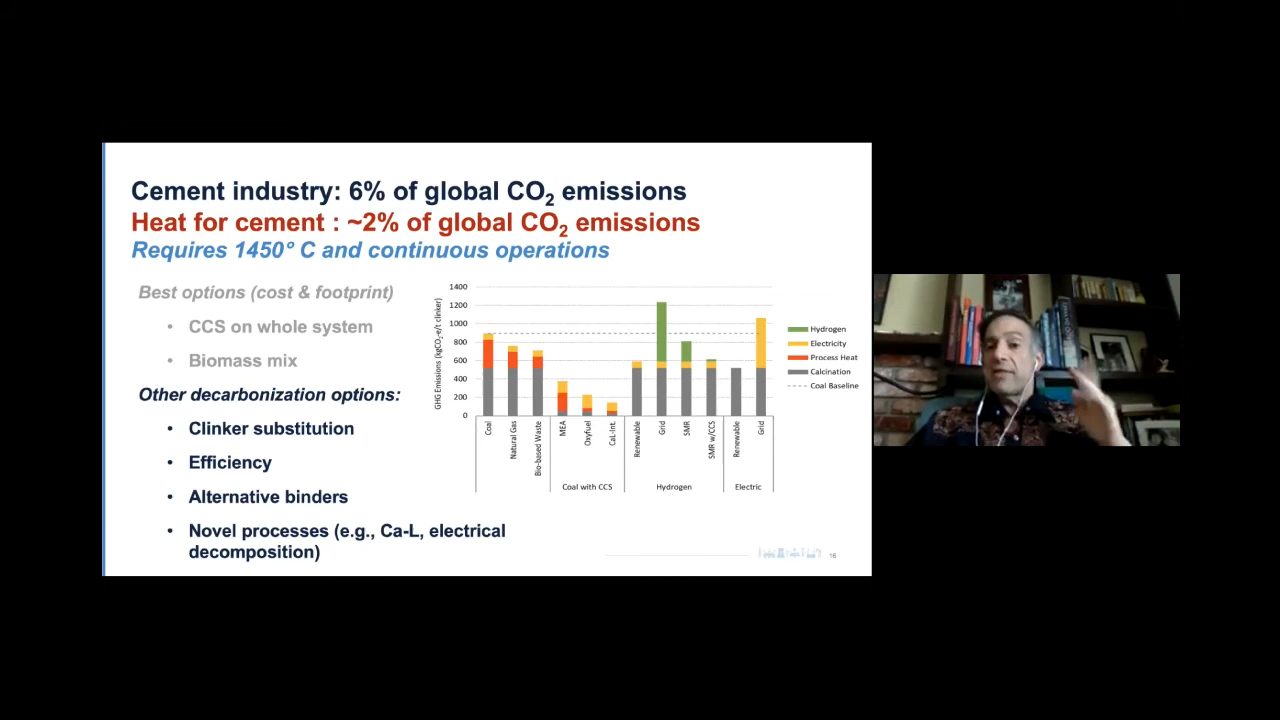 Cement industry: 6% of global CO2 emissions
Heat for cement : ~2% of global CO2 emissions
Requires 1450° C and continuous operations
Best options (cost & footprint)
• CCS on whole system
• Biomass mix
Other decarbonization options:
• Clinker substitution
• Efficiency
• Alternative binders
• Novel processes (e.g., Ca-L, electrical
decomposition)
GHG Emissions (kgCO2-e/t clinker)
1400
1200
1000
800
600
400
200
0
Coal
Natural Gas
Bio-based Waste
MEA
Oxyfuel
CaL-Int.
Renewable
Grid
SMR
SMR w/CCS
Renewable
Grid
Coal with CCS
Hydrogen
Electric
Hydrogen
Electricity
Process Heat
Calcination
Coal Baseline
16